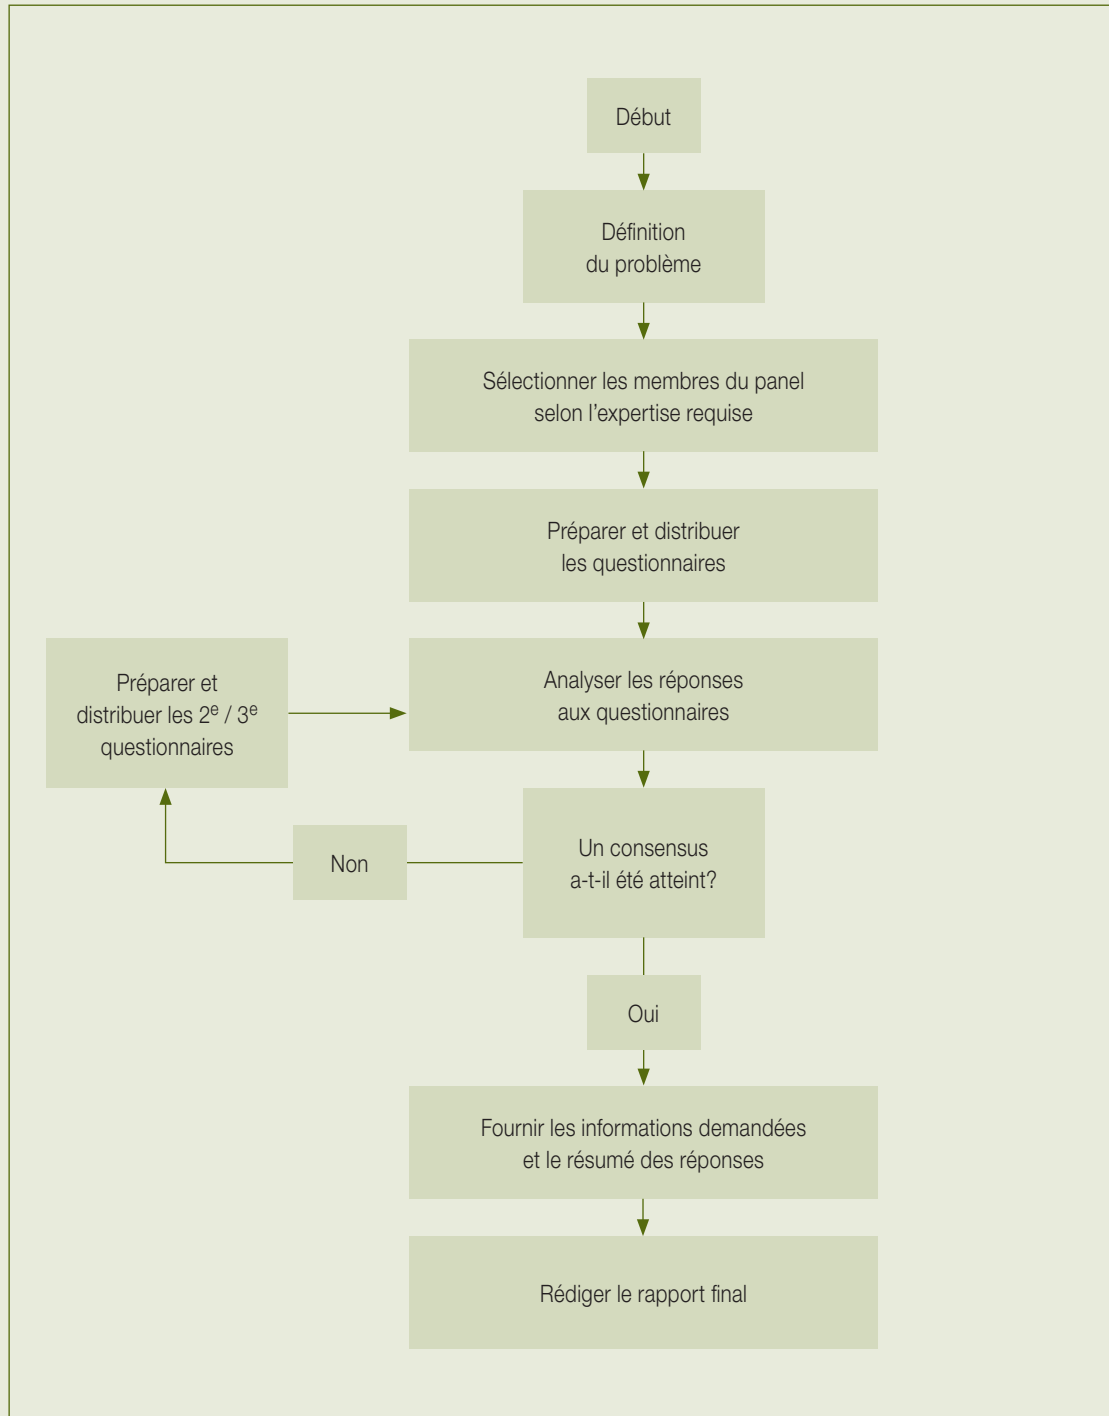 Début
Définition
du problème
Sélectionner les membres du panel
selon l'expertise requise
Préparer et distribuer
les questionnaires
Préparer et
distribuer les 2e / 3e
questionnaires
Analyser les réponses
aux questionnaires
Un consensus
a-t-il été atteint?
Non
Oui
Fournir les informations demandées
et le résumé des réponses
Rédiger le rapport final